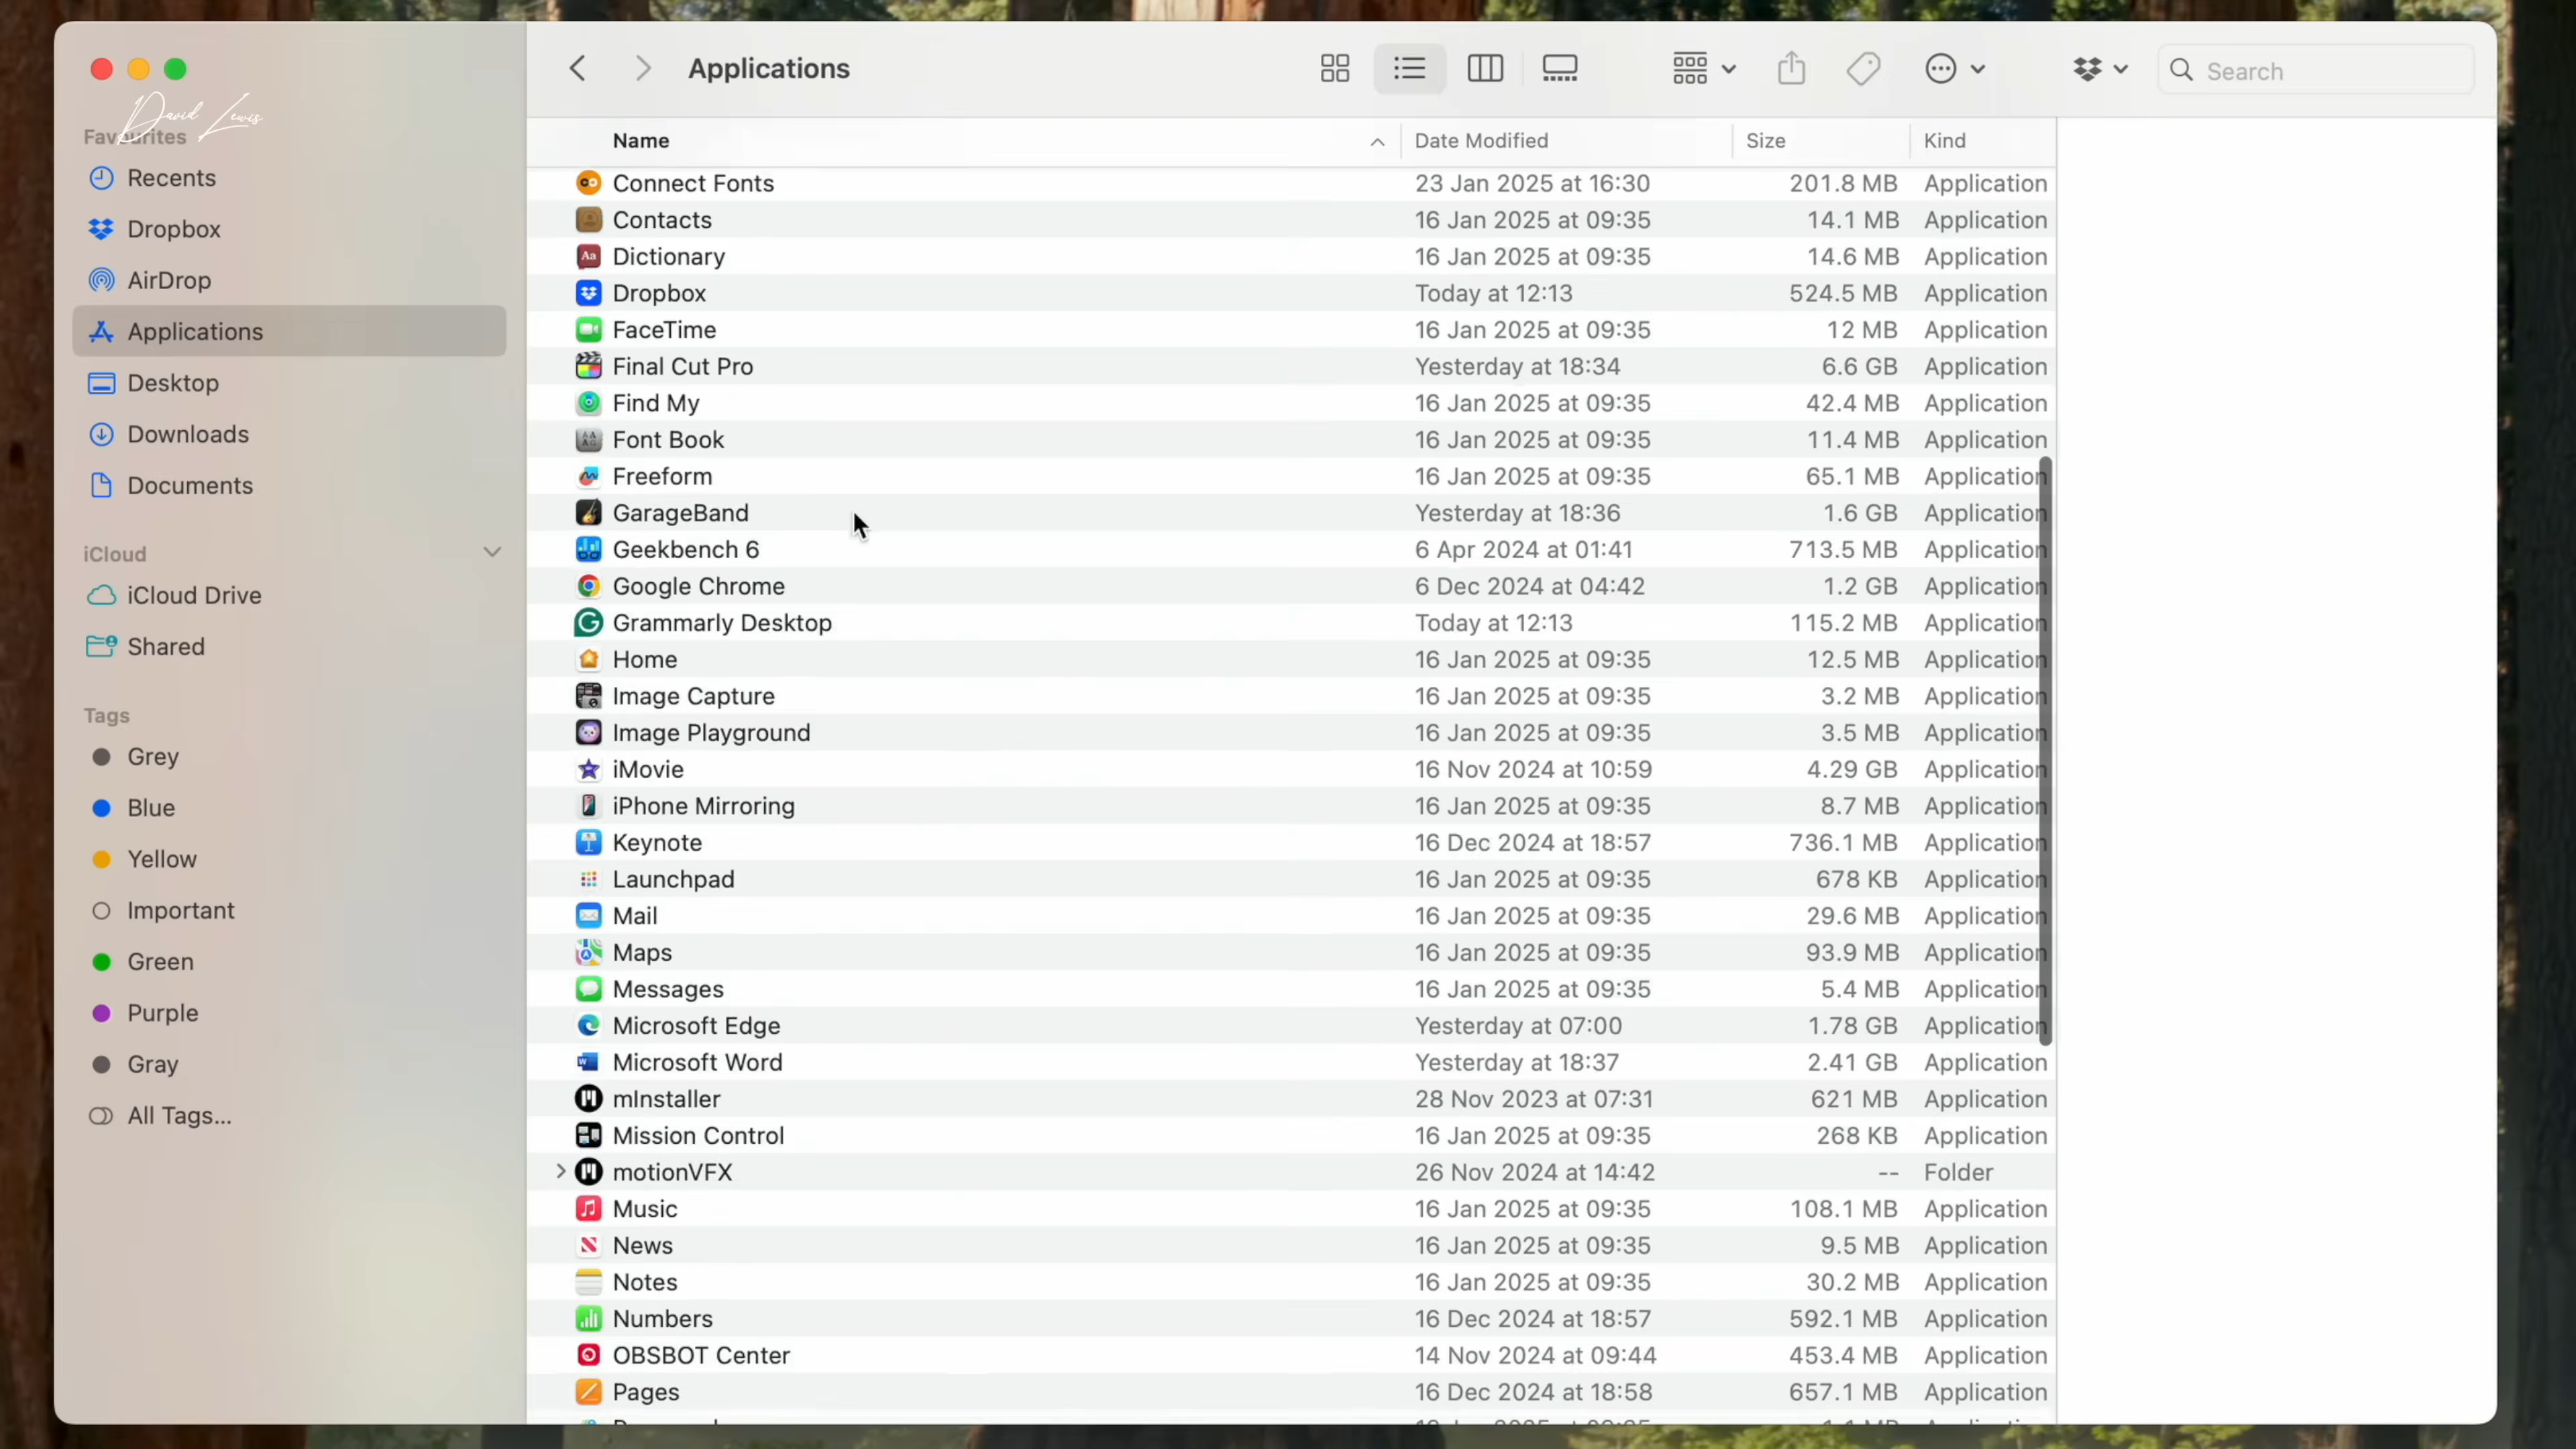 Applications
Search
David Lewis
Favourites
Recents
Dropbox
AirDrop
Applications
Desktop
Downloads
Documents
iCloud
iCloud Drive
Shared
Tags
Grey
Blue
Yellow
Important
Green
Purple
Gray
All Tags...
Name Date Modified Size Kind
Connect Fonts 23 Jan 2025 at 16:30 201.8 MB Application
Contacts 16 Jan 2025 at 09:35 14.1 MB Application
Dictionary 16 Jan 2025 at 09:35 14.6 MB Application
Dropbox Today at 12:13 524.5 MB Application
FaceTime 16 Jan 2025 at 09:35 12 MB Application
Final Cut Pro Yesterday at 18:34 6.6 GB Application
Find My 16 Jan 2025 at 09:35 42.4 MB Application
Font Book 16 Jan 2025 at 09:35 11.4 MB Application
Freeform 16 Jan 2025 at 09:35 65.1 MB Application
GarageBand Yesterday at 18:36 1.6 GB Application
Geekbench 6 6 Apr 2024 at 01:41 713.5 MB Application
Google Chrome 6 Dec 2024 at 04:42 1.2 GB Application
Grammarly Desktop Today at 12:13 115.2 MB Application
Home 16 Jan 2025 at 09:35 12.5 MB Application
Image Capture 16 Jan 2025 at 09:35 3.2 MB Application
Image Playground 16 Jan 2025 at 09:35 3.5 MB Application
iMovie 16 Nov 2024 at 10:59 4.29 GB Application
iPhone Mirroring 16 Jan 2025 at 09:35 8.7 MB Application
Keynote 16 Dec 2024 at 18:57 736.1 MB Application
Launchpad 16 Jan 2025 at 09:35 678 KB Application
Mail 16 Jan 2025 at 09:35 29.6 MB Application
Maps 16 Jan 2025 at 09:35 93.9 MB Application
Messages 16 Jan 2025 at 09:35 5.4 MB Application
Microsoft Edge Yesterday at 07:00 1.78 GB Application
Microsoft Word Yesterday at 18:37 2.41 GB Application
mInstaller 28 Nov 2023 at 07:31 621 MB Application
Mission Control 16 Jan 2025 at 09:35 268 KB Application
motionVFX 26 Nov 2024 at 14:42 -- Folder
Music 16 Jan 2025 at 09:35 108.1 MB Application
News 16 Jan 2025 at 09:35 9.5 MB Application
Notes 16 Jan 2025 at 09:35 30.2 MB Application
Numbers 16 Dec 2024 at 18:57 592.1 MB Application
OBSBOT Center 14 Nov 2024 at 09:44 453.4 MB Application
Pages 16 Dec 2024 at 18:58 657.1 MB Application